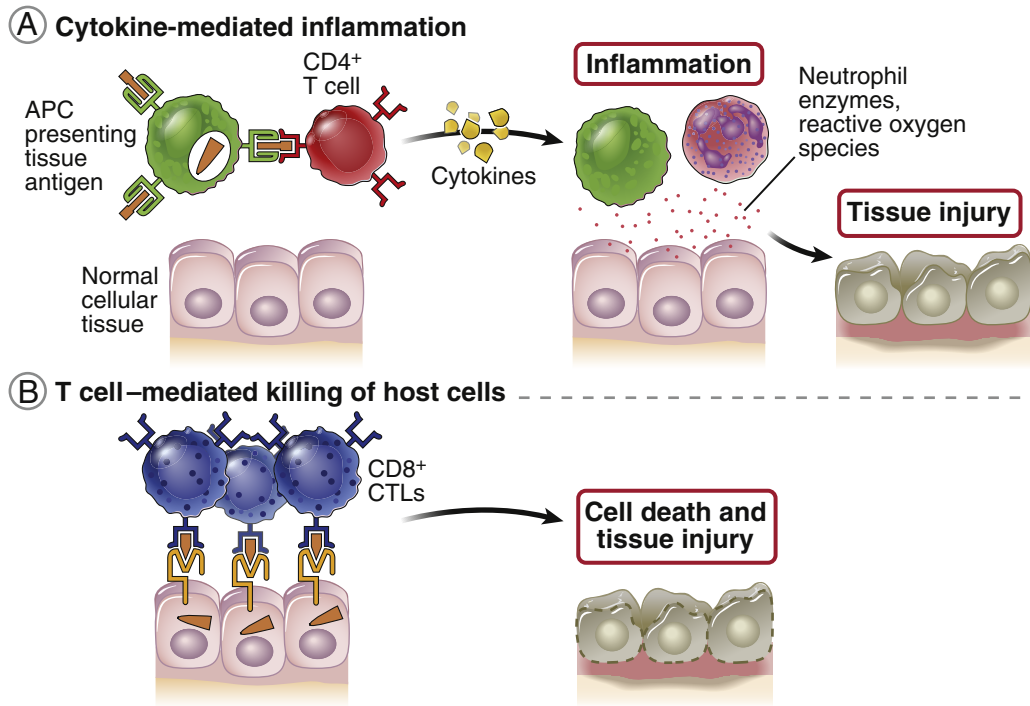 A Cytokine-mediated inflammation
CD4+
T cell
APC
presenting
tissue
antigen
Cytokines
Inflammation
Neutrophil
enzymes,
reactive oxygen
species
Tissue injury
Normal
cellular
tissue
B T cell–mediated killing of host cells
CD8+
CTLs
Cell death and
tissue injury